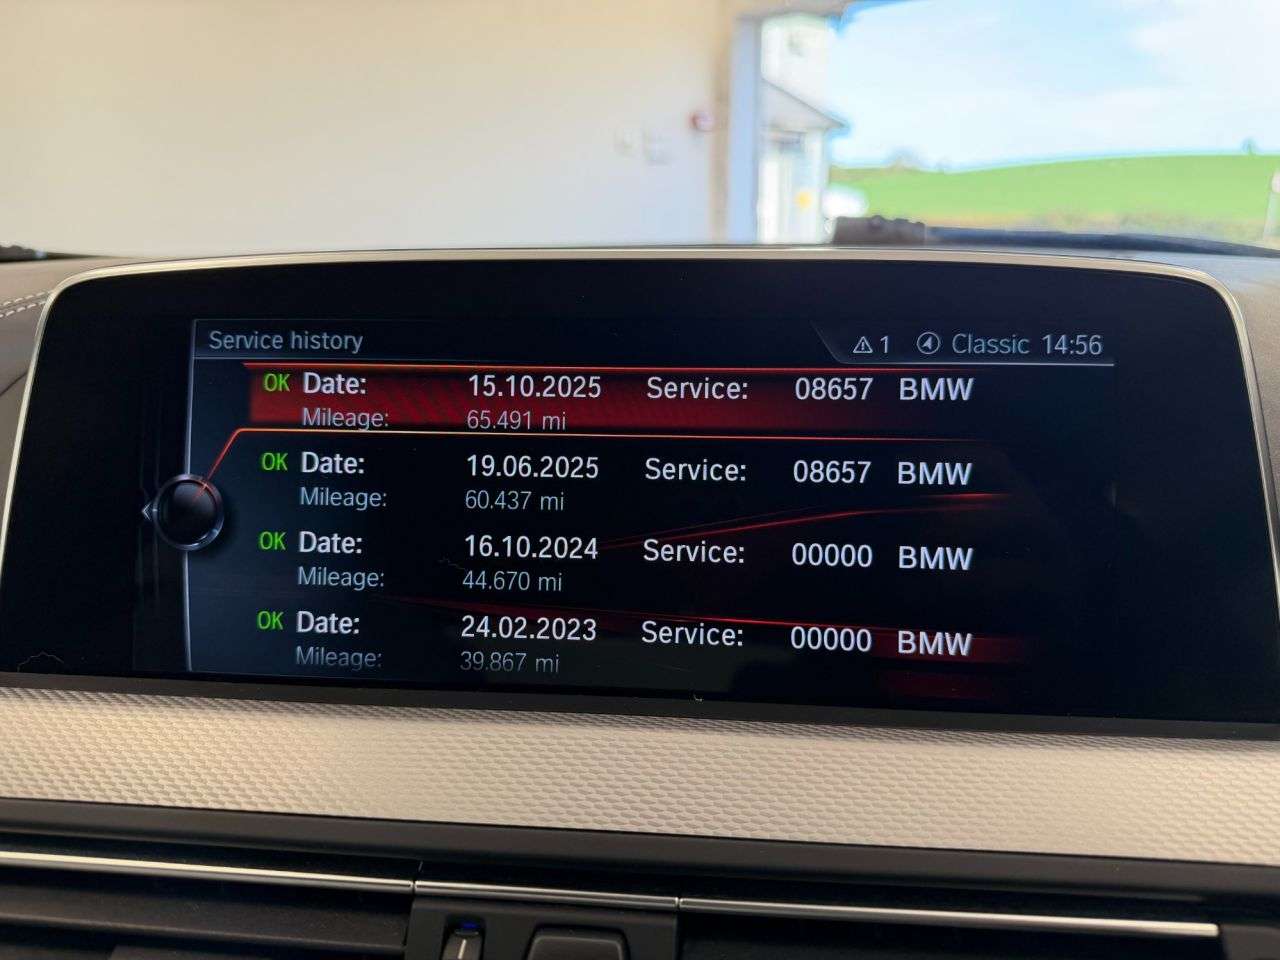 Service history 1 Classic 14:56
OK Date: 15.10.2025 Service: 08657 BMW
Mileage: 65.491 mi
OK Date: 19.06.2025 Service: 08657 BMW
Mileage: 60.437 mi
OK Date: 16.10.2024 Service: 00000 BMW
Mileage: 44.670 mi
OK Date: 24.02.2023 Service: 00000 BMW
Mileage: 39.867 mi